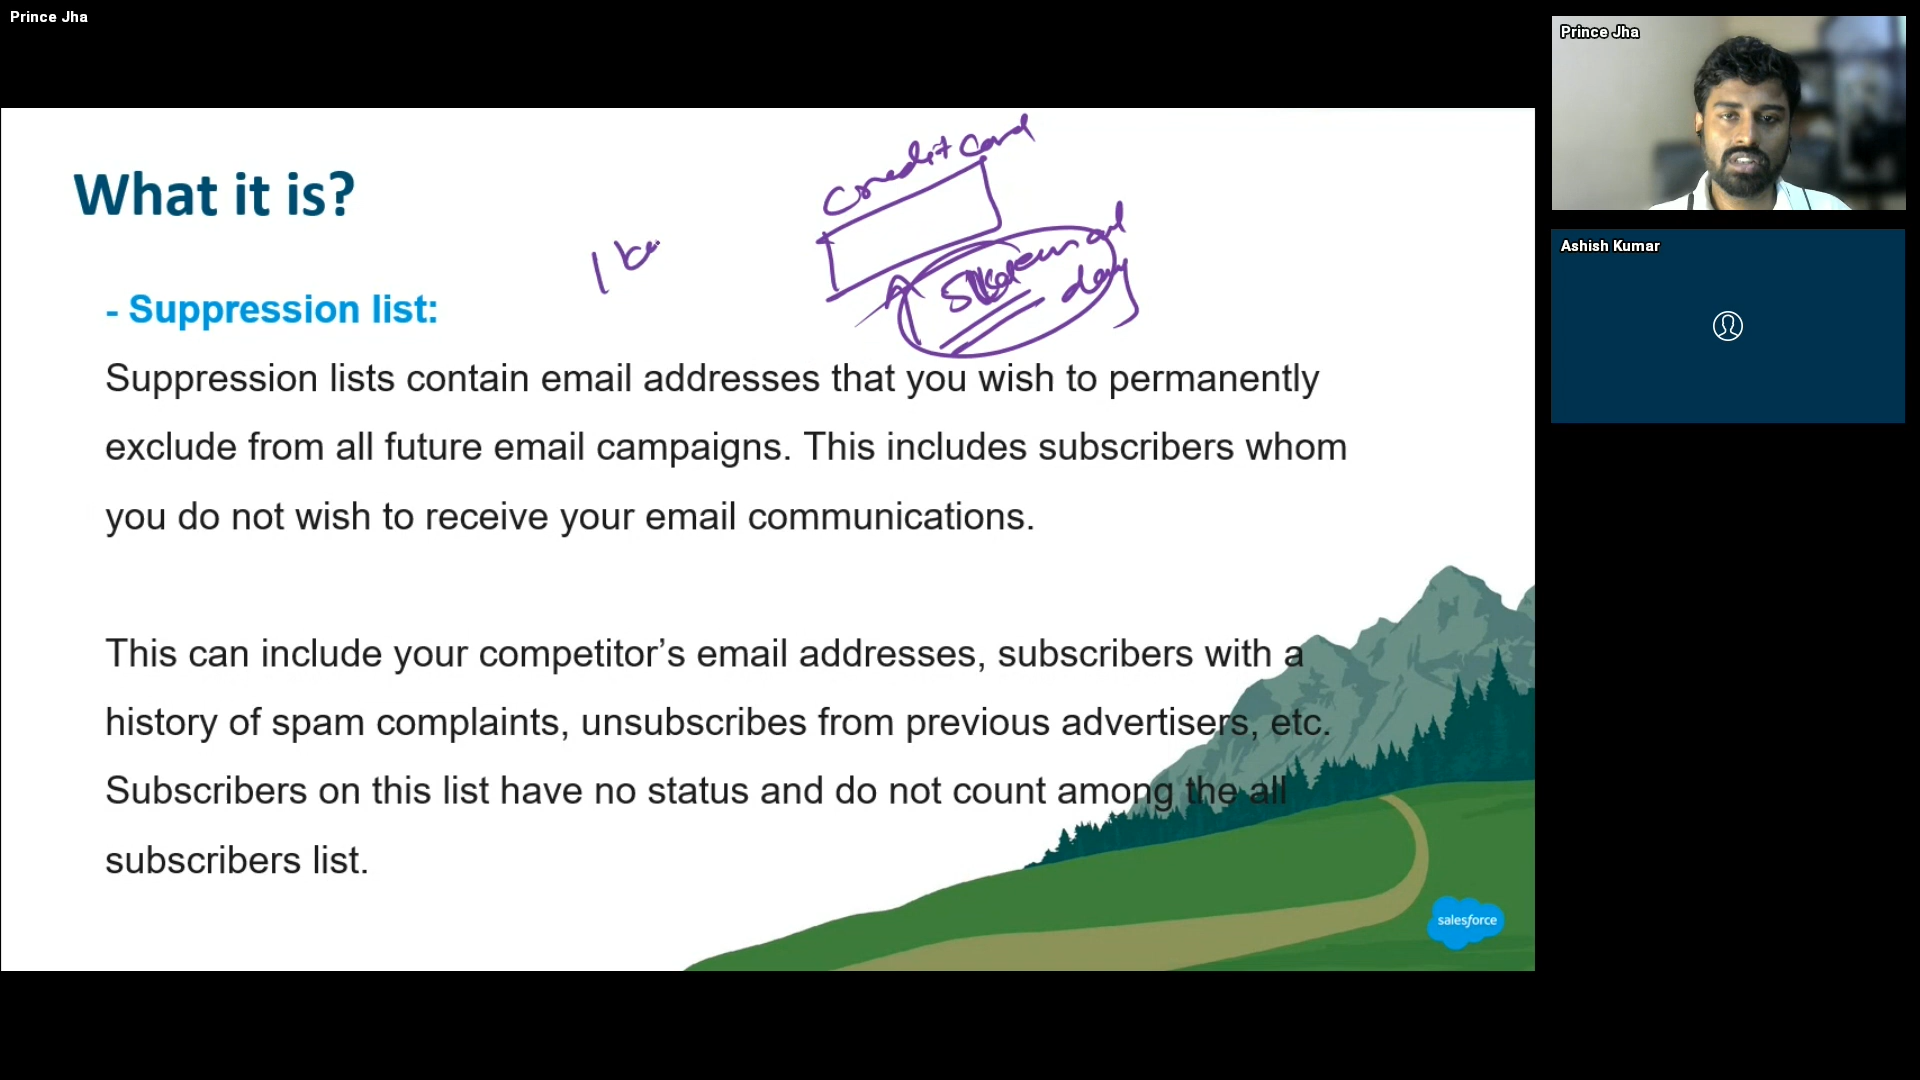 Prince Jha
Prince Jha
Ashish Kumar
What it is?
Credit Card
day
- Suppression list:
Suppression lists contain email addresses that you wish to permanently
exclude from all future email campaigns. This includes subscribers whom
you do not wish to receive your email communications.
This can include your competitor’s email addresses, subscribers with a
history of spam complaints, unsubscribes from previous advertisers, etc.
Subscribers on this list have no status and do not count among the all
subscribers list.
salesforce